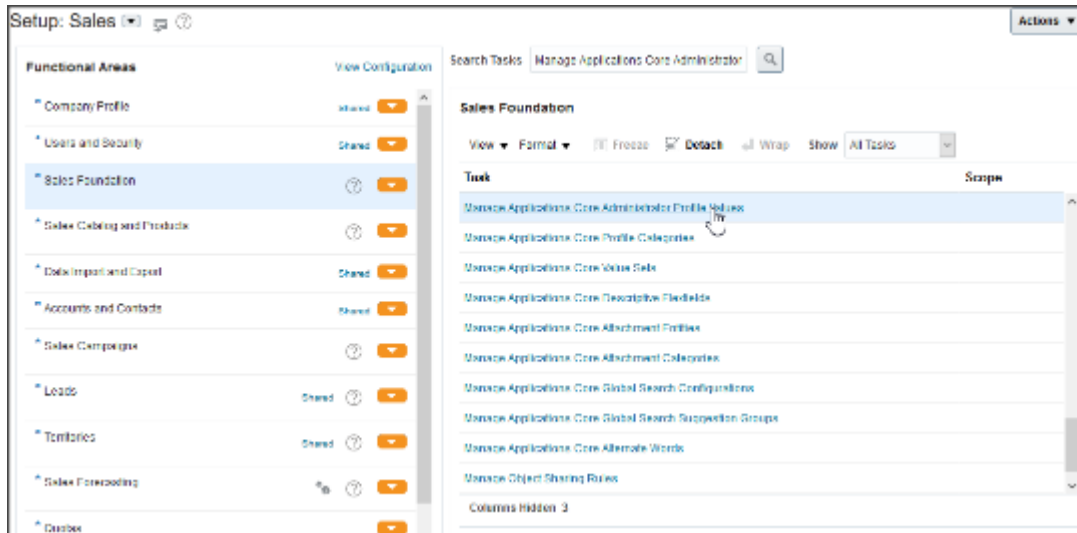 Setup: Sales
Actions
Functional Areas
View Configuration
Search Tasks Manage Applications Core Administrator
Company Profile
Shared
Users and Security
Shared
Sales Foundation
Sales Catalog and Products
Data Import and Export
Shared
Accounts and Contacts
Shared
Sales Campaigns
Leads
Shared
Territories
Shared
Sales Forecasting
Quotas
Sales Foundation
View Format Freeze Detach Wrap Show All Tasks
Task Scope
Manage Applications Core Administrator Profile Values
Manage Applications Core Profile Categories
Manage Applications Core Value Sets
Manage Applications Core Descriptive Flexfields
Manage Applications Core Attachment Entities
Manage Applications Core Attachment Categories
Manage Applications Core Global Search Configurations
Manage Applications Core Global Search Suggestion Groups
Manage Applications Core Alternate Words
Manage Object Sharing Rules
Columns Hidden 3